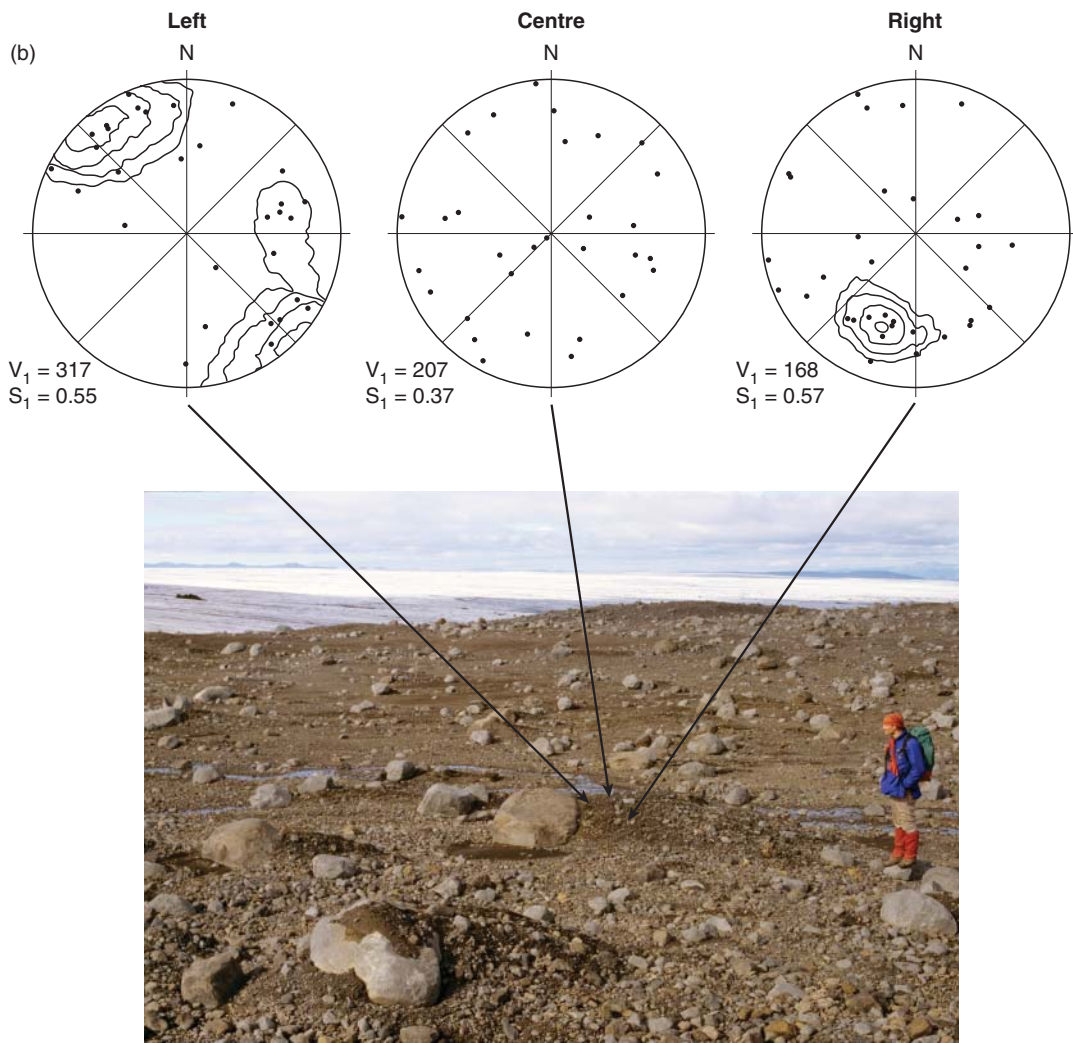 Left Centre Right
(b) N N N
V₁ = 317 V₁ = 207 V₁ = 168
S₁ = 0.55 S₁ = 0.37 S₁ = 0.57